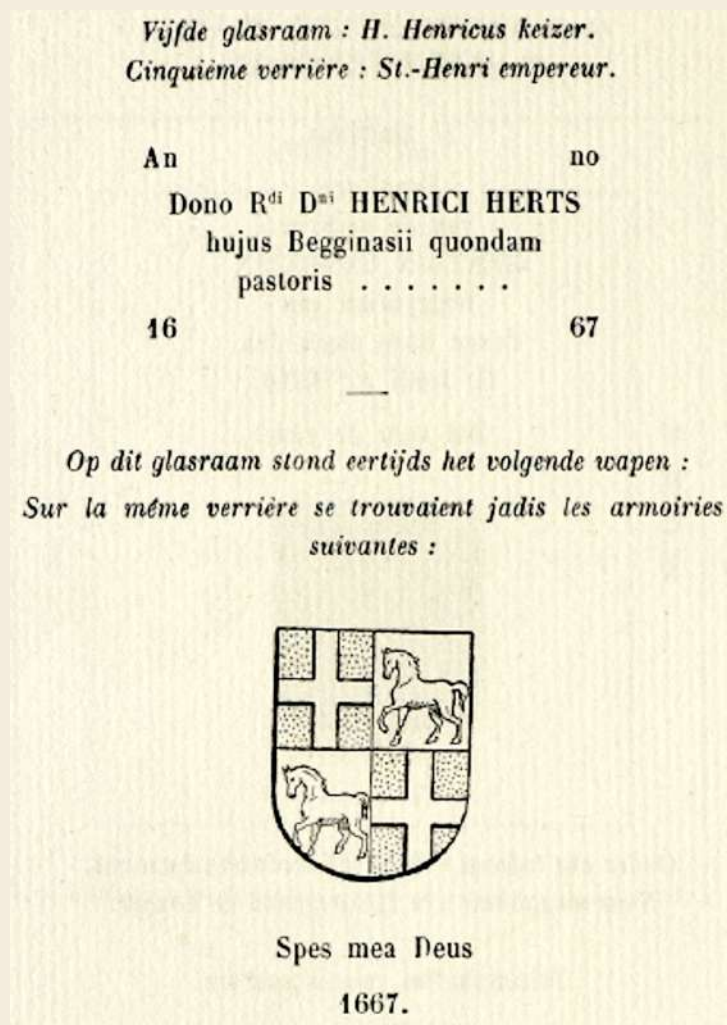 Vijfde glasraam : H. Henricus keizer.
Cinquiéme verriére : St.-Henri empereur.
An no
Dono Rdi Dni HENRICI HERTS
hujus Begginasii quondam
pastoris . . . . . . .
16 67
Op dit glasraam stond eertijds het volgende wapen :
Sur la même verrière se trouvaient jadis les armoiries
suivantes :
Spes mea Deus
1667.